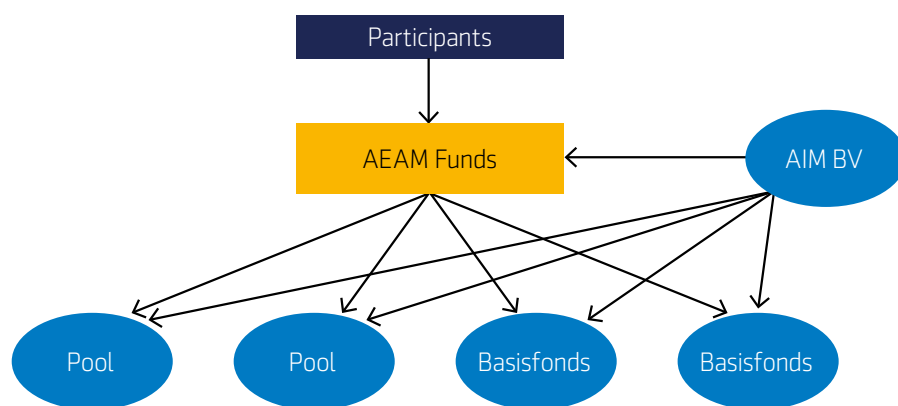 Participants
AEAM Funds
AIM BV
Pool
Pool
Basisfonds
Basisfonds